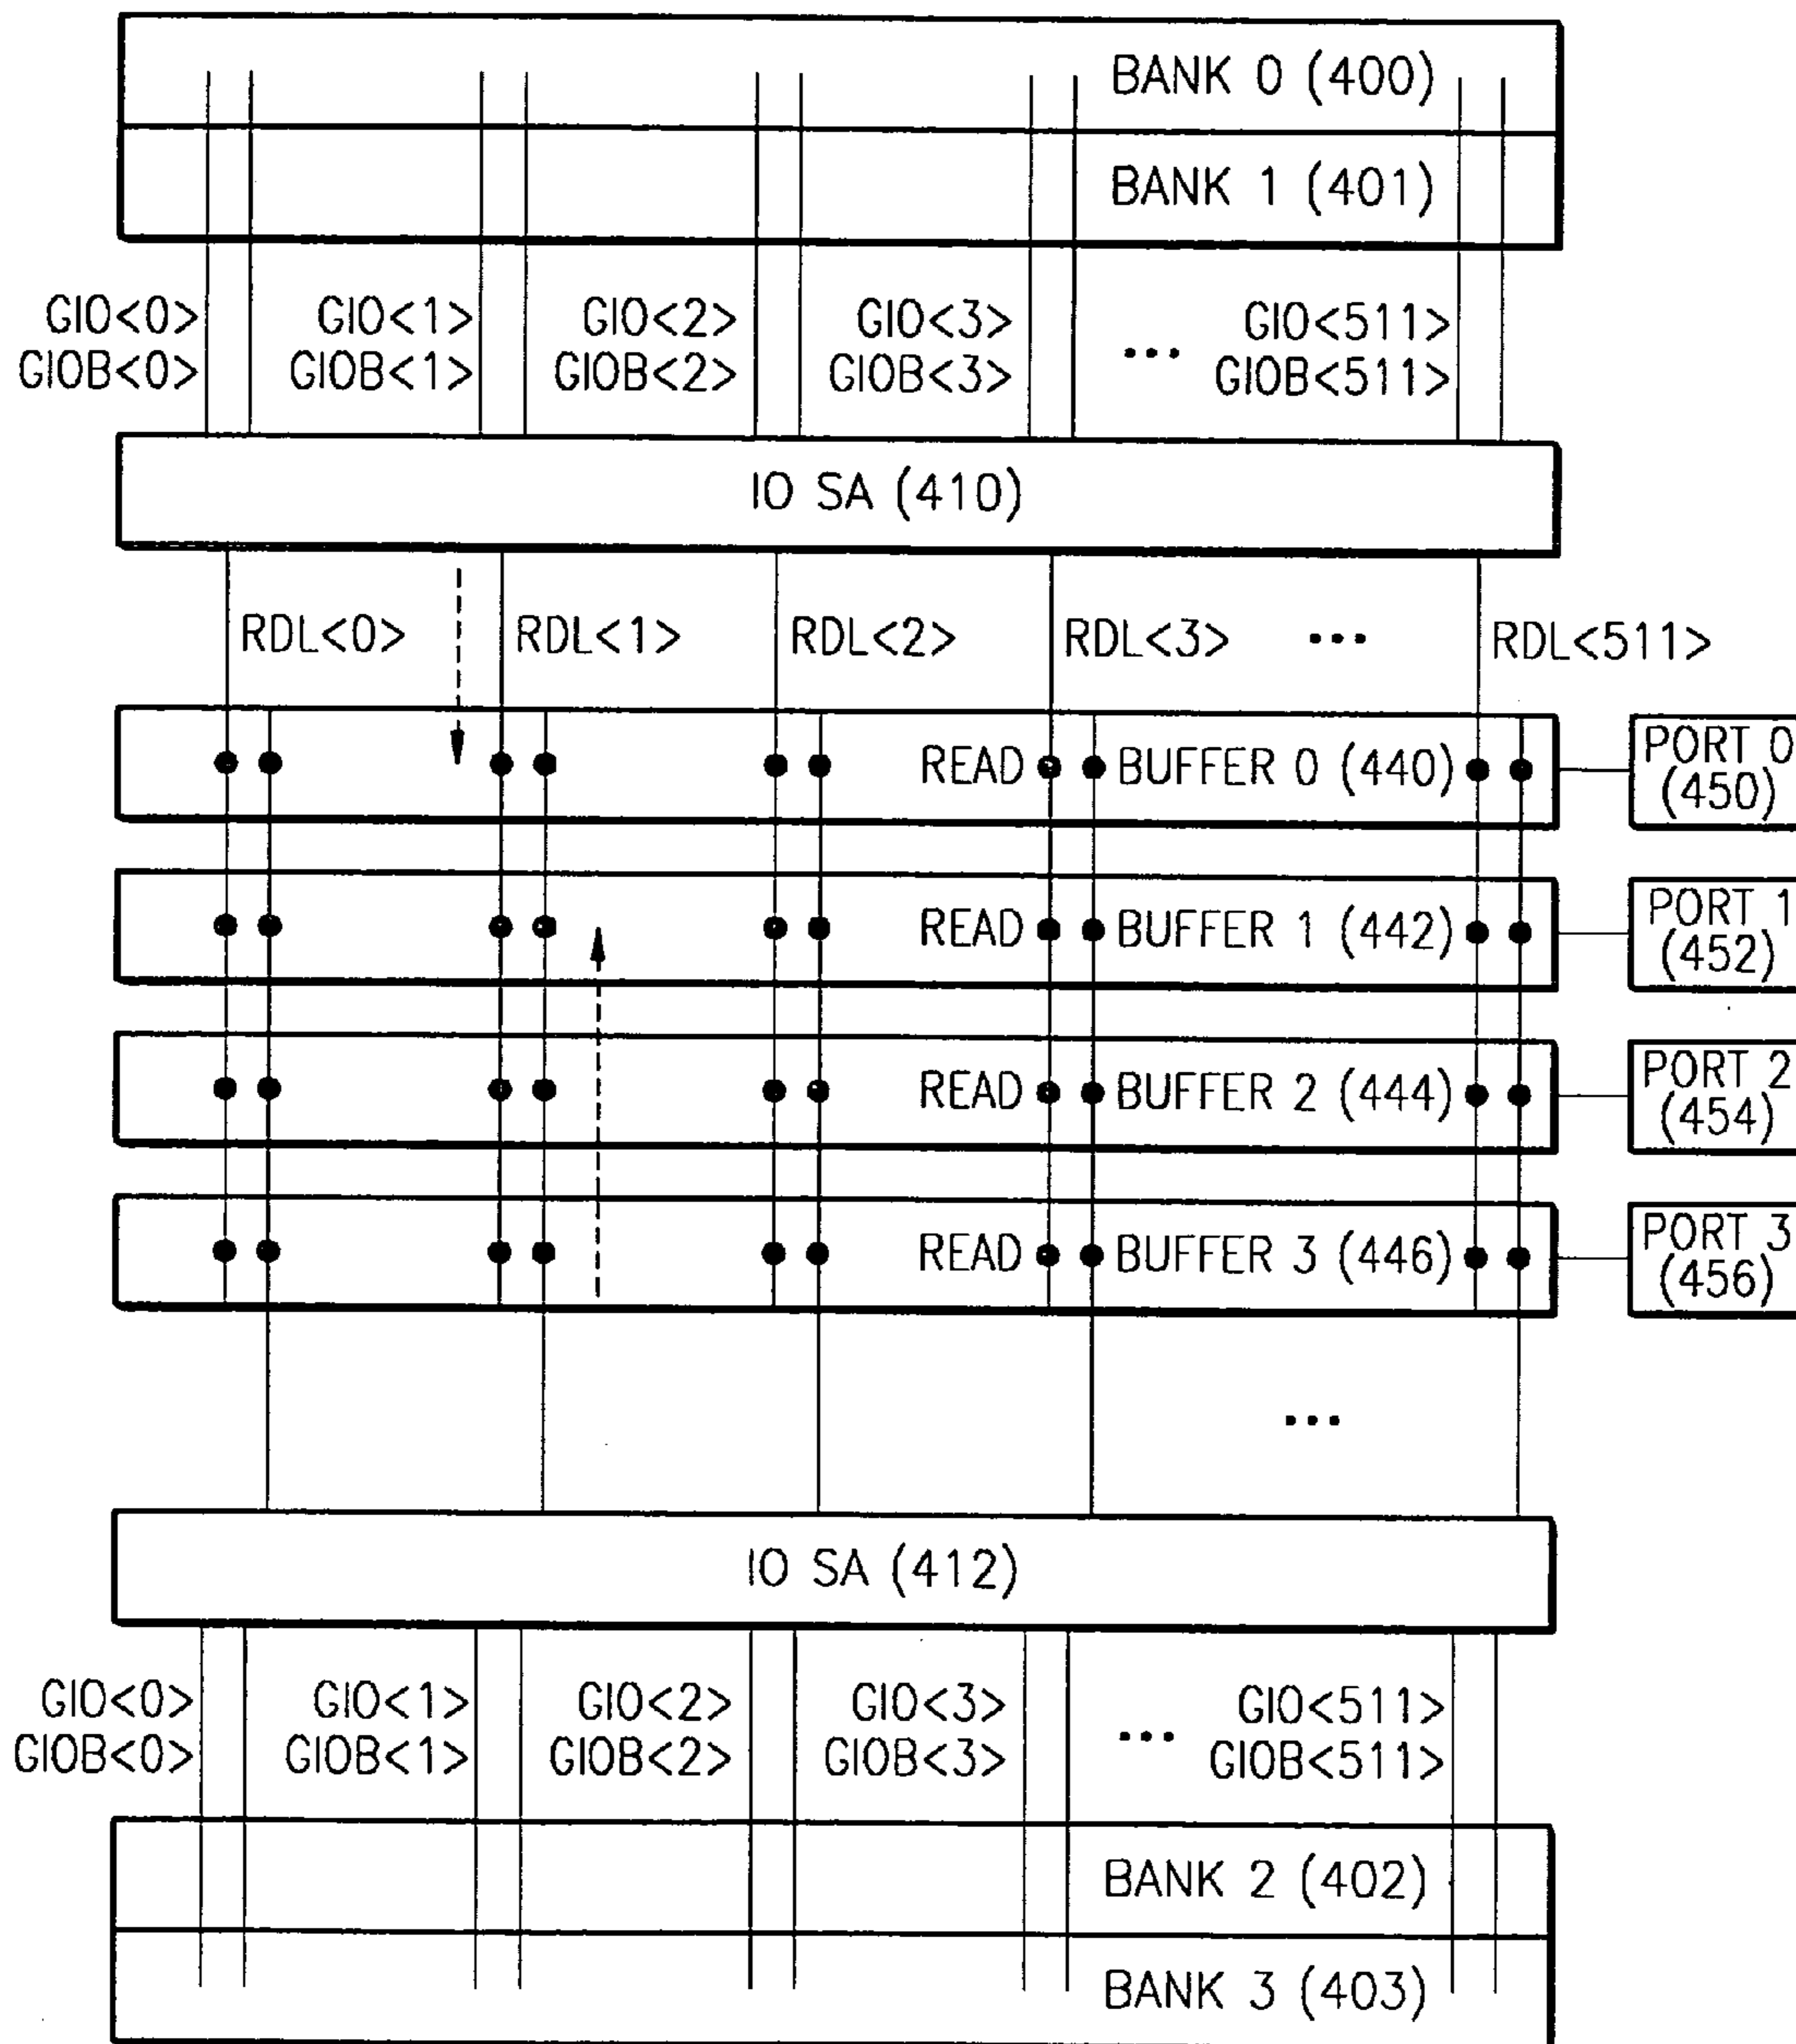 BANK 0 (400)
BANK 1 (401)
GIO<0> GIO<1> GIO<2> GIO<3> GIO<511>
GIOB<0> GIOB<1> GIOB<2> GIOB<3> ... GIOB<511>
IO SA (410)
RDL<0> RDL<1> RDL<2> RDL<3> ... RDL<511>
READ BUFFER 0 (440)
PORT 0
(450)
READ BUFFER 1 (442)
PORT 1
(452)
READ BUFFER 2 (444)
PORT 2
(454)
READ BUFFER 3 (446)
PORT 3
(456)
...
IO SA (412)
GIO<0> GIO<1> GIO<2> GIO<3> GIO<511>
GIOB<0> GIOB<1> GIOB<2> GIOB<3> ... GIOB<511>
BANK 2 (402)
BANK 3 (403)